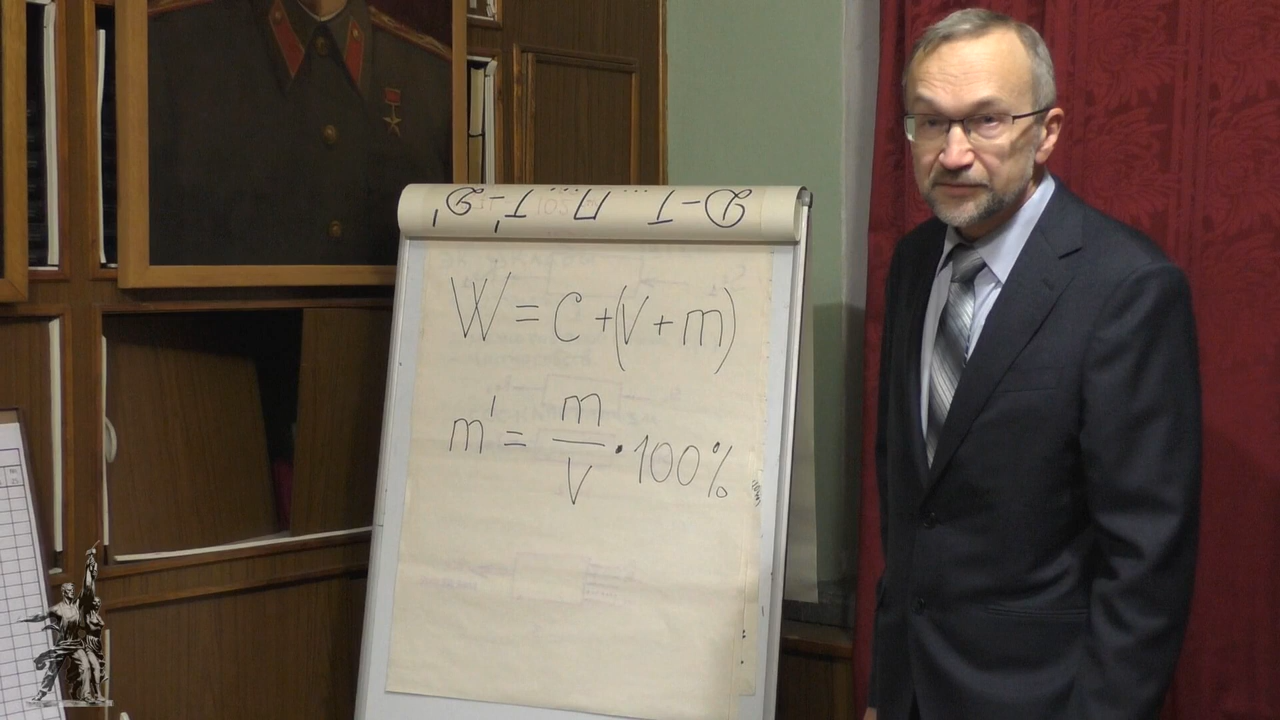 Д - Т ... П ... Т' - Д'
W = c + (v + m)
m' = m/v · 100%